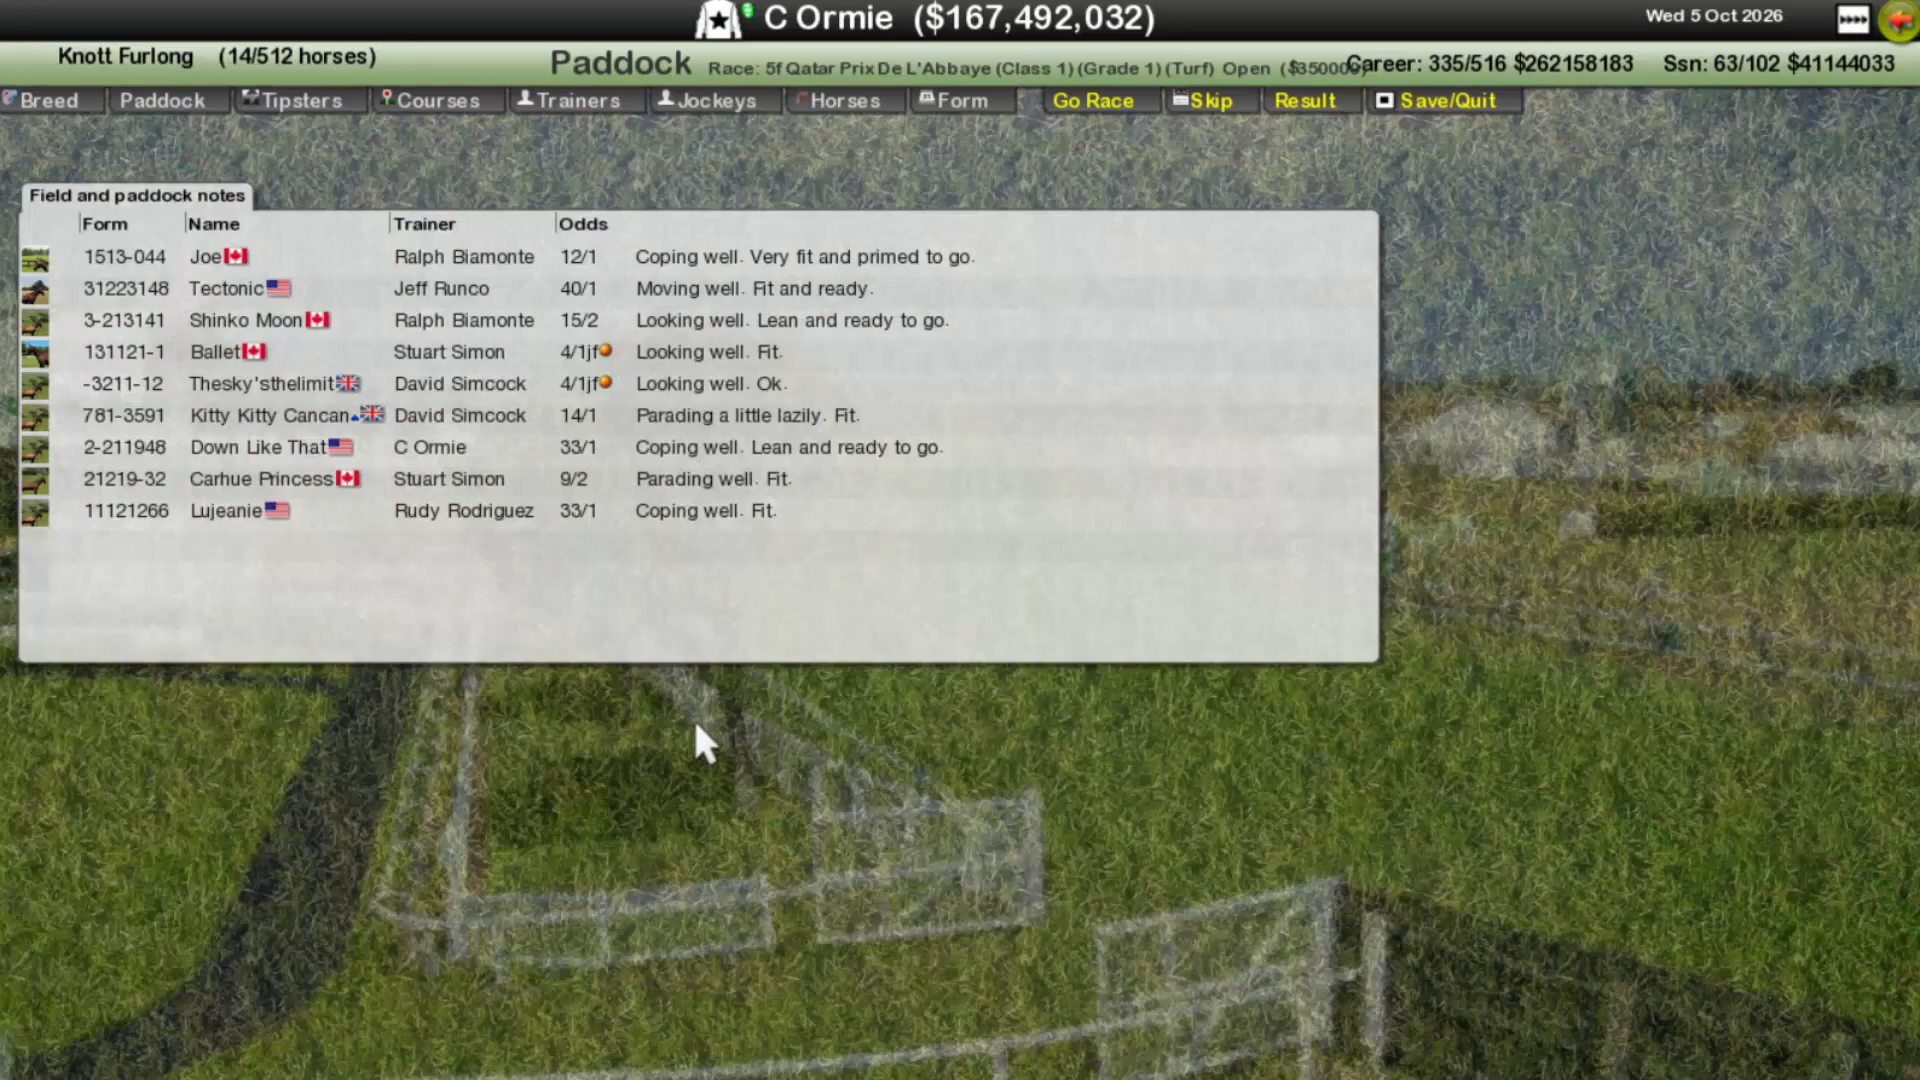 C Ormie ($167,492,032)
Wed 5 Oct 2026
Knott Furlong (14/512 horses)
Paddock Race: 5f Qatar Prix De L'Abbaye (Class 1) (Grade 1) (Turf) Open
Career: 335/516 $262158183 Ssn: 63/102 $41144033
Breed Paddock Tipsters Courses Trainers Jockeys Horses Form Go Race Skip Result Save/Quit
Field and paddock notes
Form Name Trainer Odds
1513-044 Joe Ralph Biamonte 12/1 Coping well. Very fit and primed to go.
31223148 Tectonic Jeff Runco 40/1 Moving well. Fit and ready.
3-213141 Shinko Moon Ralph Biamonte 15/2 Looking well. Lean and ready to go.
131121-1 Ballet Stuart Simon 4/1jf Looking well. Fit.
-3211-12 Thesky'sthelimit David Simcock 4/1jf Looking well. Ok.
781-3591 Kitty Kitty Cancan David Simcock 14/1 Parading a little lazily. Fit.
2-211948 Down Like That C Ormie 33/1 Coping well. Lean and ready to go.
21219-32 Carhue Princess Stuart Simon 9/2 Parading well. Fit.
11121266 Lujeanie Rudy Rodriguez 33/1 Coping well. Fit.